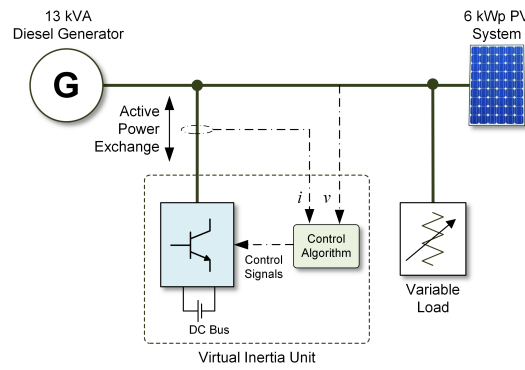 13 kVA
Diesel Generator
6 kWp PV
System
G
Active
Power
Exchange
i
v
Control
Algorithm
Control
Signals
DC Bus
Variable
Load
Virtual Inertia Unit